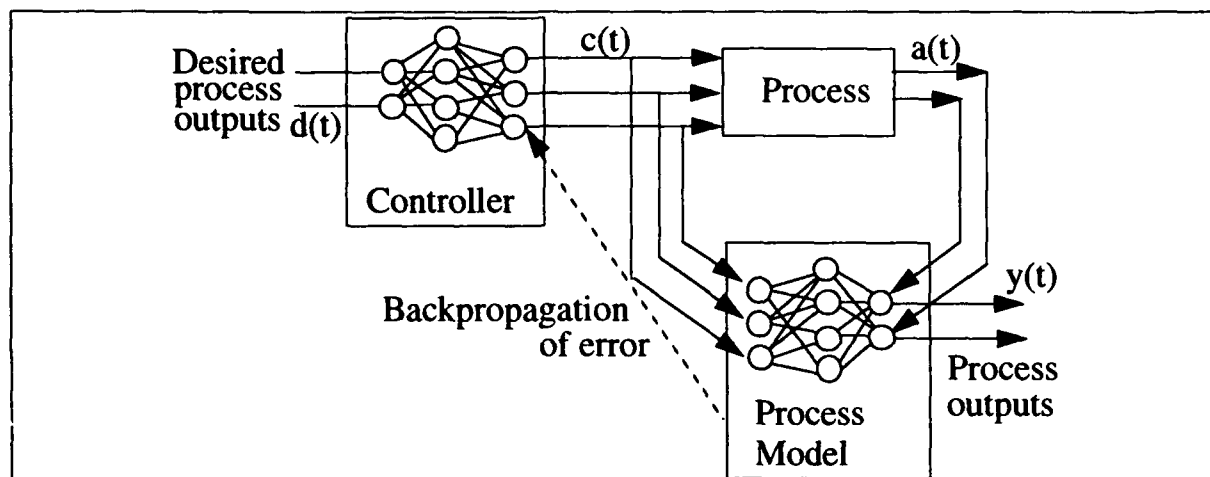 Desired
process
outputs
d(t)
Controller
c(t)
Process
a(t)
Backpropagation
of error
y(t)
Process
outputs
Process
Model